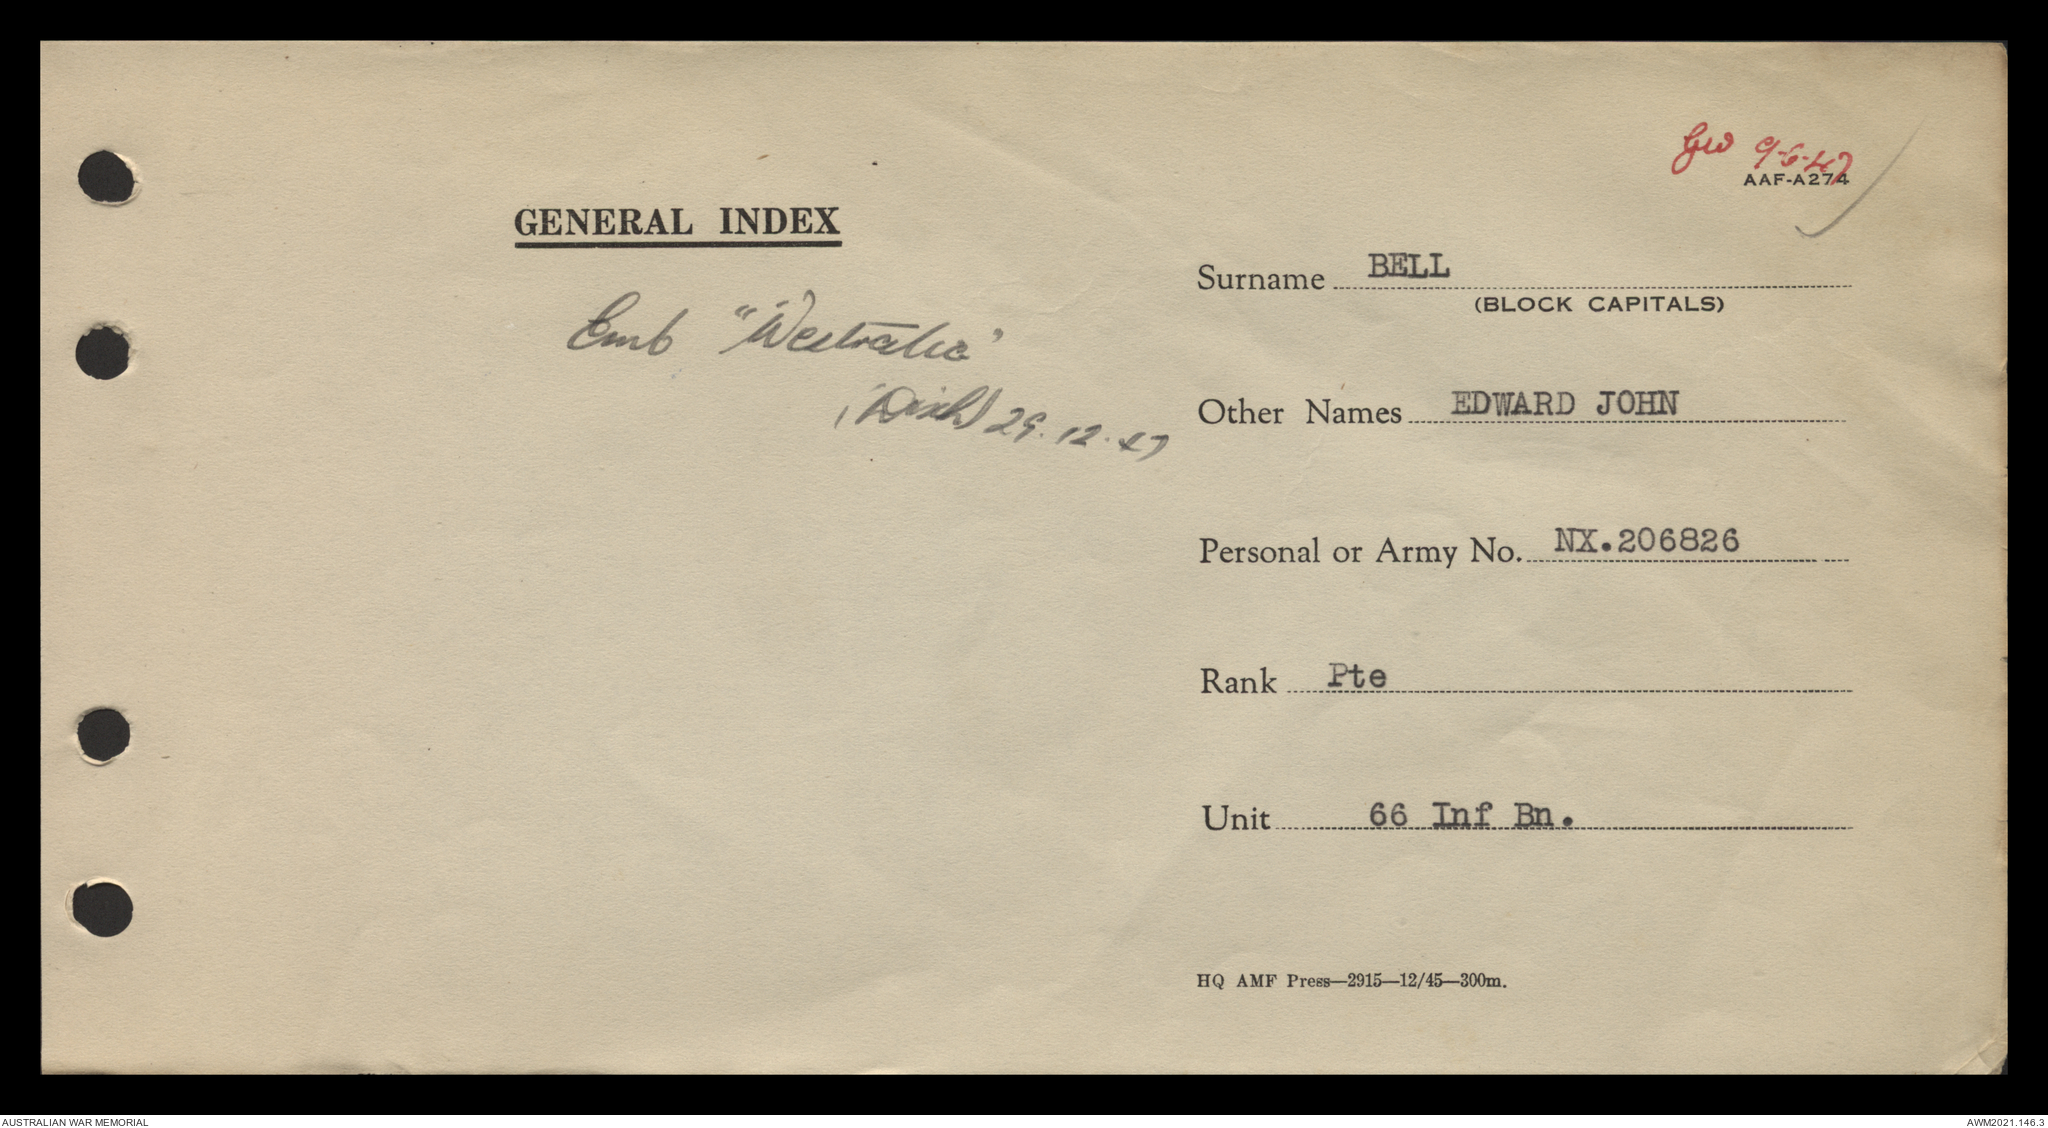 GW 9-6-47
AAF-A274
GENERAL INDEX
Surname BELL
(BLOCK CAPITALS)
Emb "Westralia"
(Disch) 29.12.47
Other Names EDWARD JOHN
Personal or Army No. NX.206826
Rank Pte
Unit 66 Inf Bn.
HQ AMF Press—2915—12/45—300m.
AUSTRALIAN WAR MEMORIAL
AWM2021.146.3